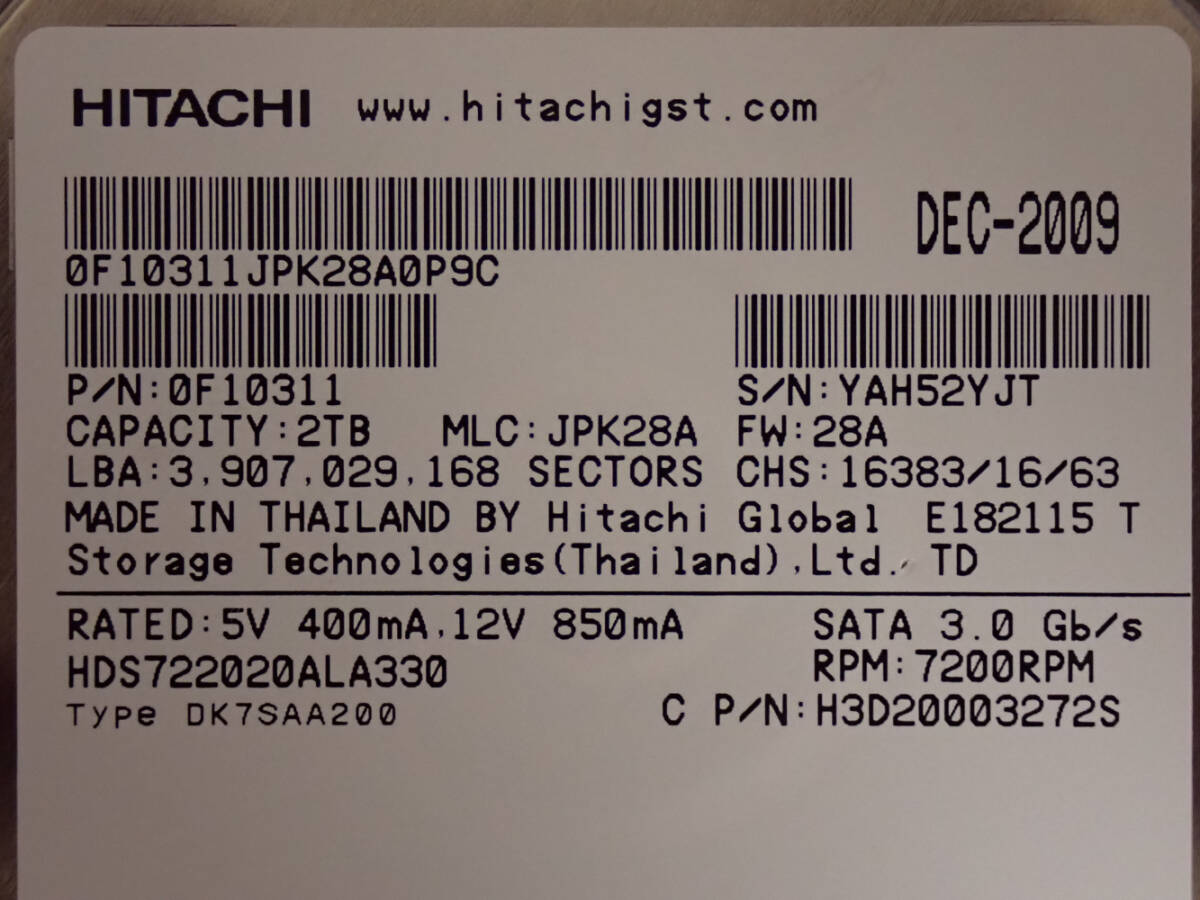 HITACHI www.hitachigst.com
DEC-2009
0F10311JPK28A0P9C
P/N:0F10311 S/N:YAH52YJT
CAPACITY:2TB MLC:JPK28A FW:28A
LBA:3,907,029,168 SECTORS CHS:16383/16/63
MADE IN THAILAND BY Hitachi Global E182115 T
Storage Technologies(Thailand),Ltd. TD
RATED:5V 400mA,12V 850mA SATA 3.0 Gb/s
HDS722020ALA330 RPM:7200RPM
Type DK7SAA200 C P/N:H3D20003272S